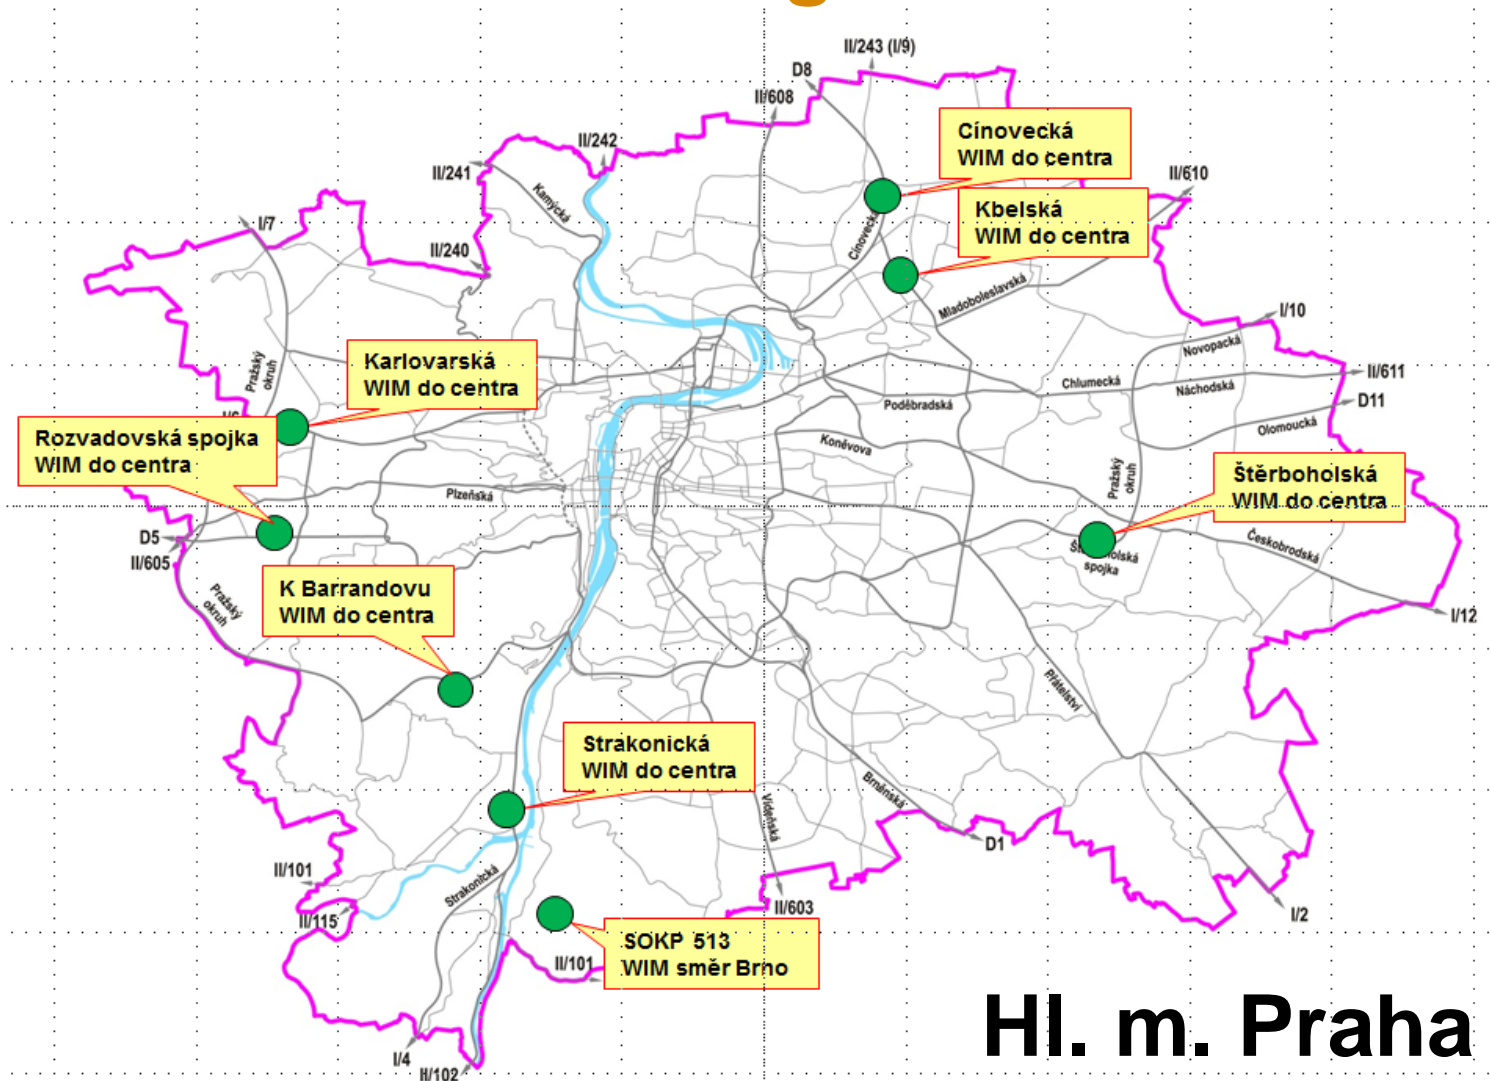 II/243 (I/9)
D8
II/608
Cínovecká
WIM do centra
II/242
II/241
II/610
Kamýcká
Kbelská
WIM do centra
I/7
Cínovecká
II/240
Mladoboleslavská
I/10
Novopacká
Karlovarská
WIM do centra
Pražský
okruh
II/611
Chlumecká
Náchodská
D11
Poděbradská
Olomoucká
Rozvadovská spojka
WIM do centra
Koněvova
Pražský
okruh
Štěrboholská
WIM do centra
Plzeňská
D5
II/605
Českobrodská
spojka
K Barrandovu
WIM do centra
Pražský
okruh
I/12
Přátelství
Strakonická
WIM do centra
Vídeňská
Brněnská
D1
II/101
Strakonická
II/115
II/603
I/2
SOKP 513
WIM směr Brno
II/101
Hl. m. Praha
I/4
II/102